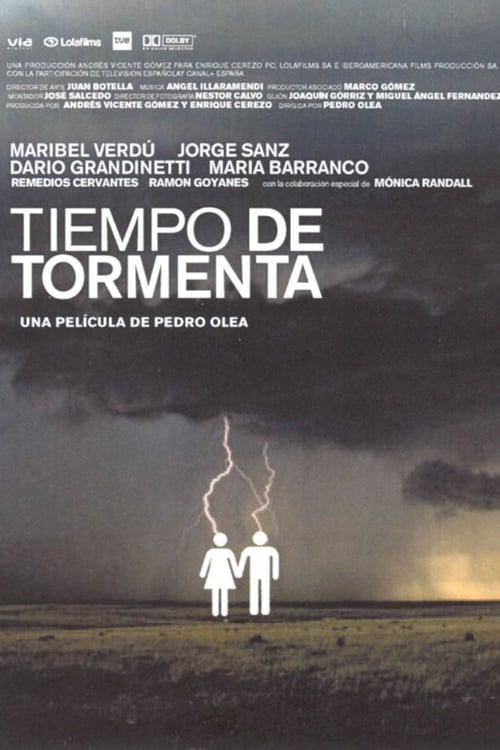 via Lolafilms tve DOLBY
UNA PRODUCCIÓN ANDRÉS VICENTE GÓMEZ PARA ENRIQUE CEREZO PC, LOLAFILMS SA E IBEROAMERICANA FILMS PRODUCCIÓN SA
CON LA PARTICIPACIÓN DE TELEVISIÓN ESPAÑOLA Y CANAL+ ESPAÑA
DIRECTOR DE ARTE JUAN BOTELLA MÚSICA ANGEL ILLARAMENDI PRODUCTOR ASOCIADO MARCO GÓMEZ
MONTADOR JOSÉ SALCEDO DIRECTOR DE FOTOGRAFÍA NESTOR CALVO GUIÓN JOAQUÍN GÓRRIZ Y MIGUEL ÁNGEL FERNANDEZ
PRODUCIDA POR ANDRÉS VICENTE GÓMEZ Y ENRIQUE CEREZO DIRIGIDA POR PEDRO OLEA
MARIBEL VERDÚ JORGE SANZ
DARIO GRANDINETTI MARIA BARRANCO
REMEDIOS CERVANTES RAMON GOYANES con la colaboración especial de MÓNICA RANDALL
TIEMPO DE
TORMENTA
UNA PELÍCULA DE PEDRO OLEA